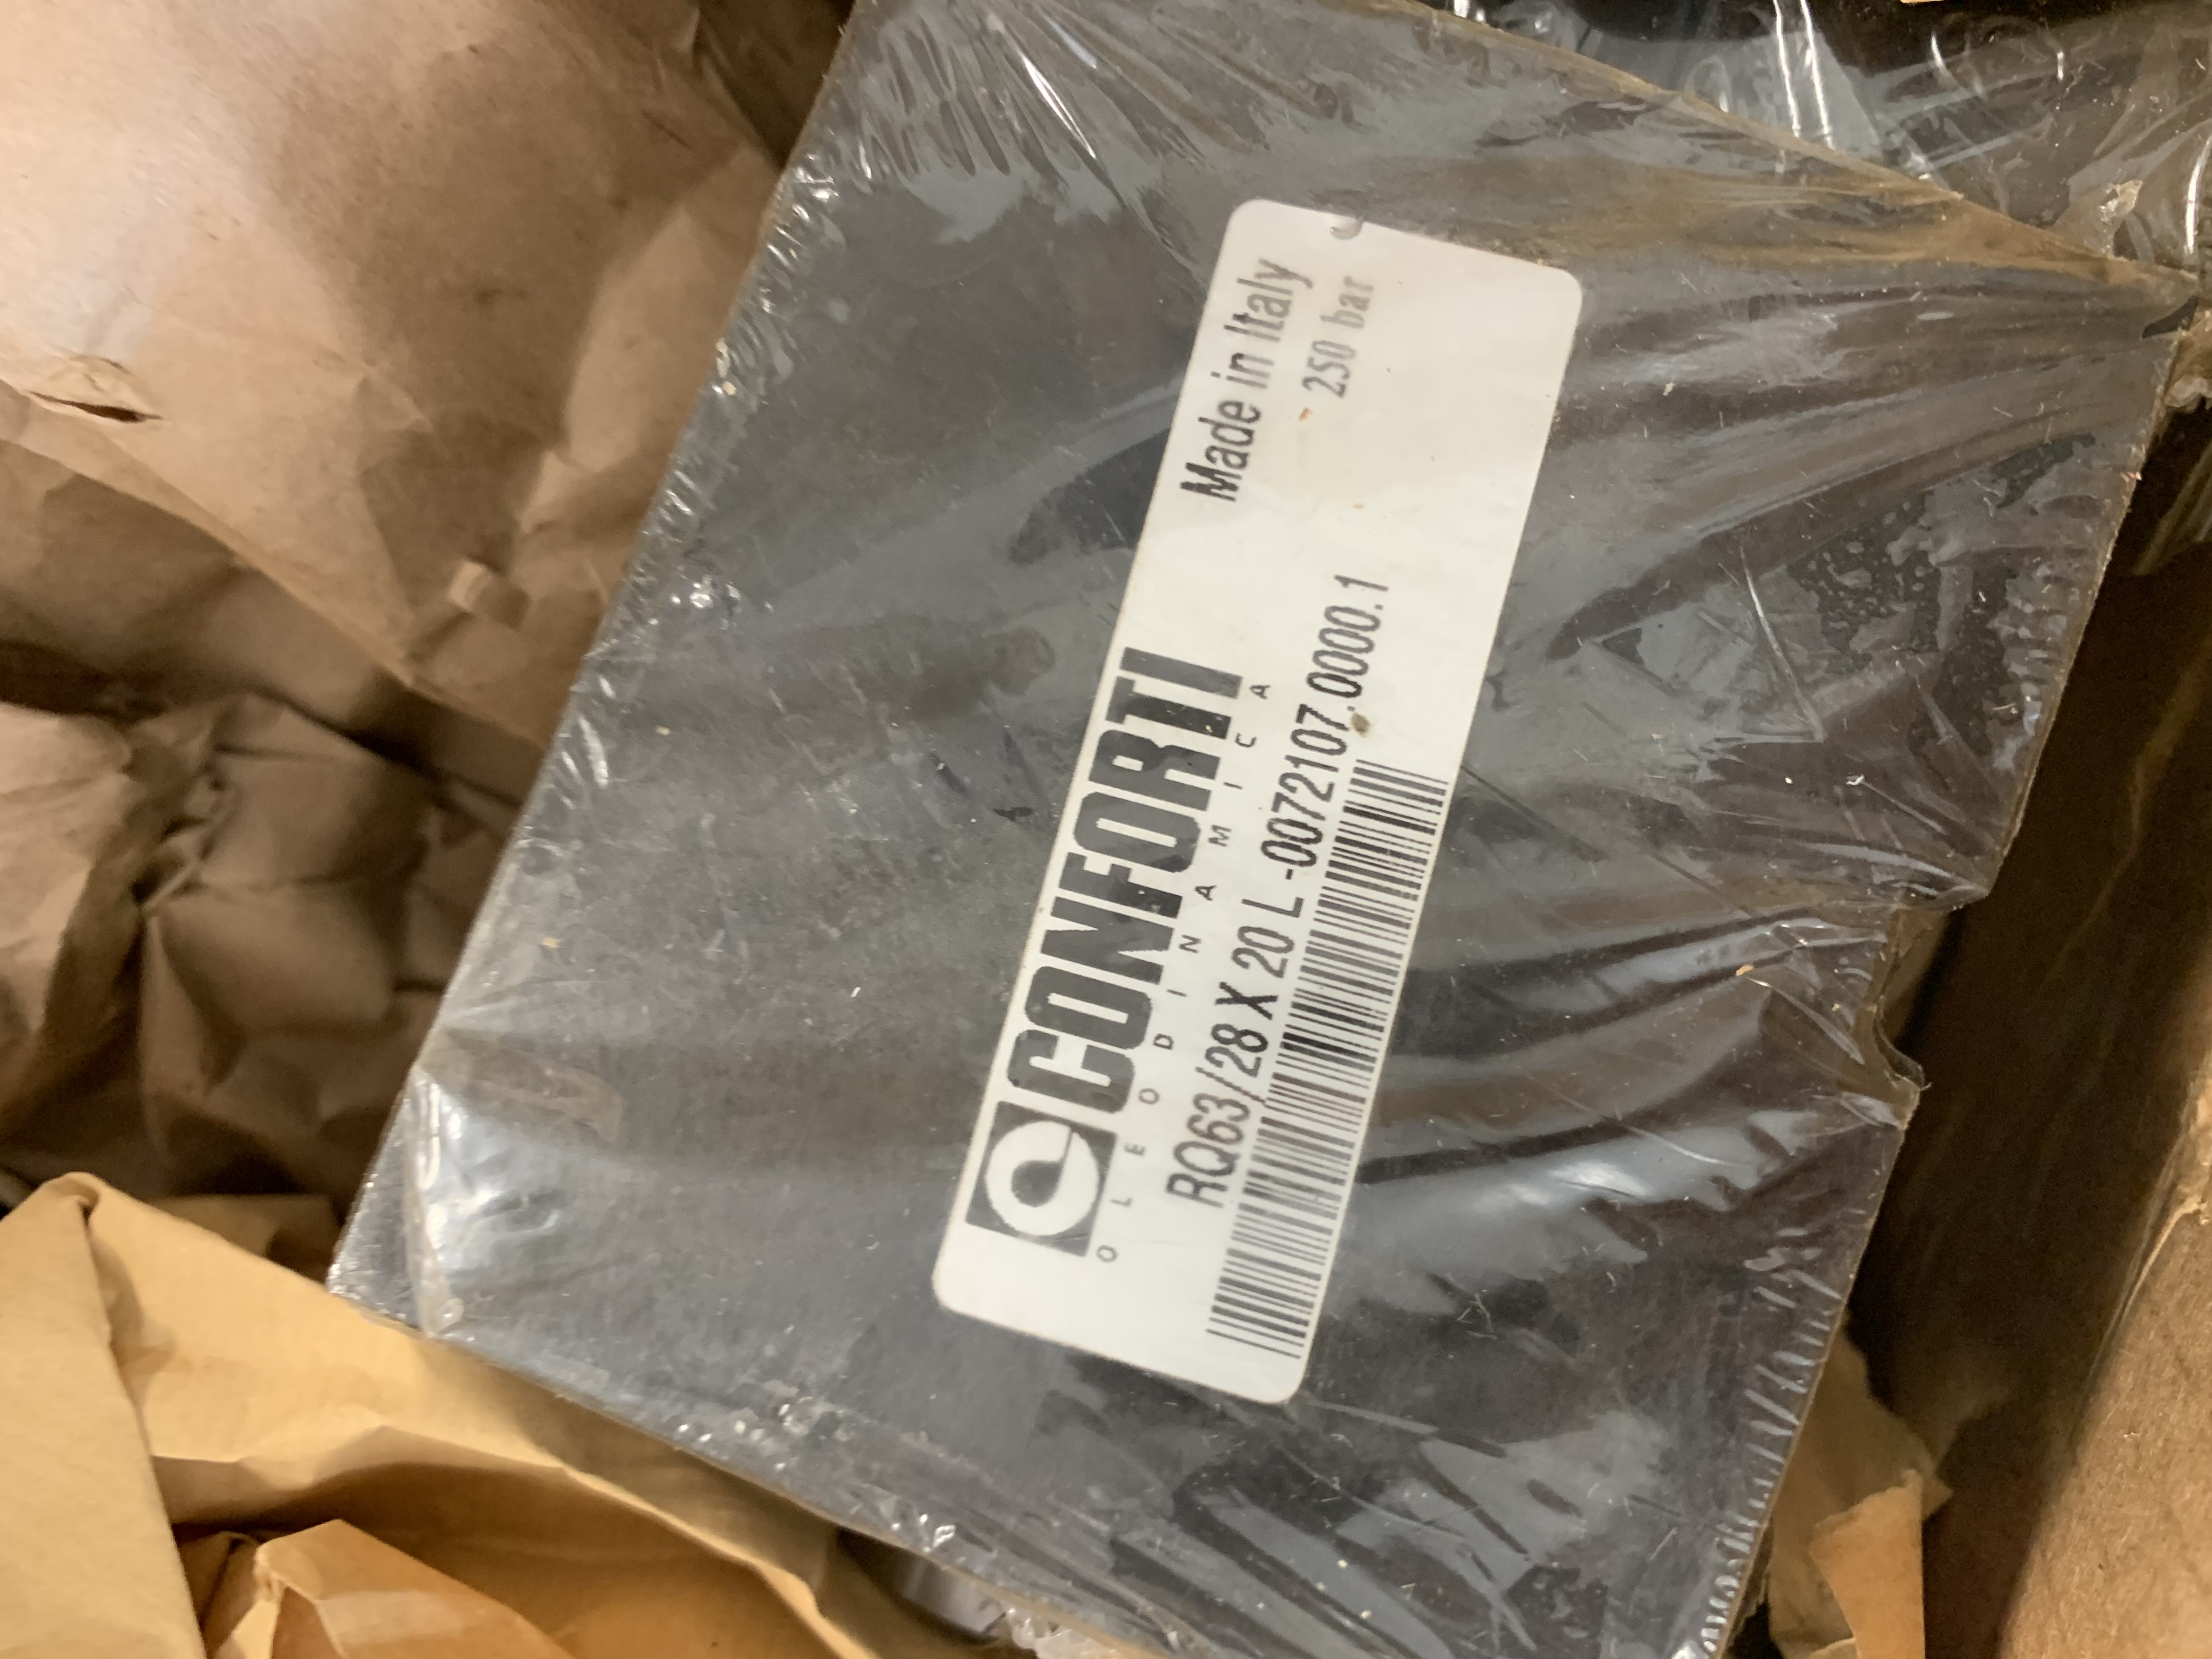 CONFORTI
OLEODINAMICA
Made in Italy
250 bar
RQ63/28 X 20 L -0072107.0000.1